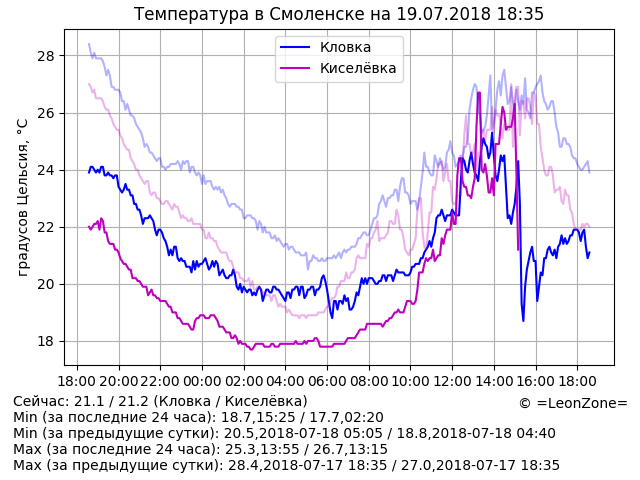 Температура в Смоленске на 19.07.2018 18:35
Кловка
Киселёвка
градусов Цельсия, °C
28
26
24
22
20
18
18:00 20:00 22:00 00:00 02:00 04:00 06:00 08:00 10:00 12:00 14:00 16:00 18:00
Сейчас: 21.1 / 21.2 (Кловка / Киселёвка)
© =LeonZone=
Min (за последние 24 часа): 18.7,15:25 / 17.7,02:20
Min (за предыдущие сутки): 20.5,2018-07-18 05:05 / 18.8,2018-07-18 04:40
Max (за последние 24 часа): 25.3,13:55 / 26.7,13:15
Max (за предыдущие сутки): 28.4,2018-07-17 18:35 / 27.0,2018-07-17 18:35